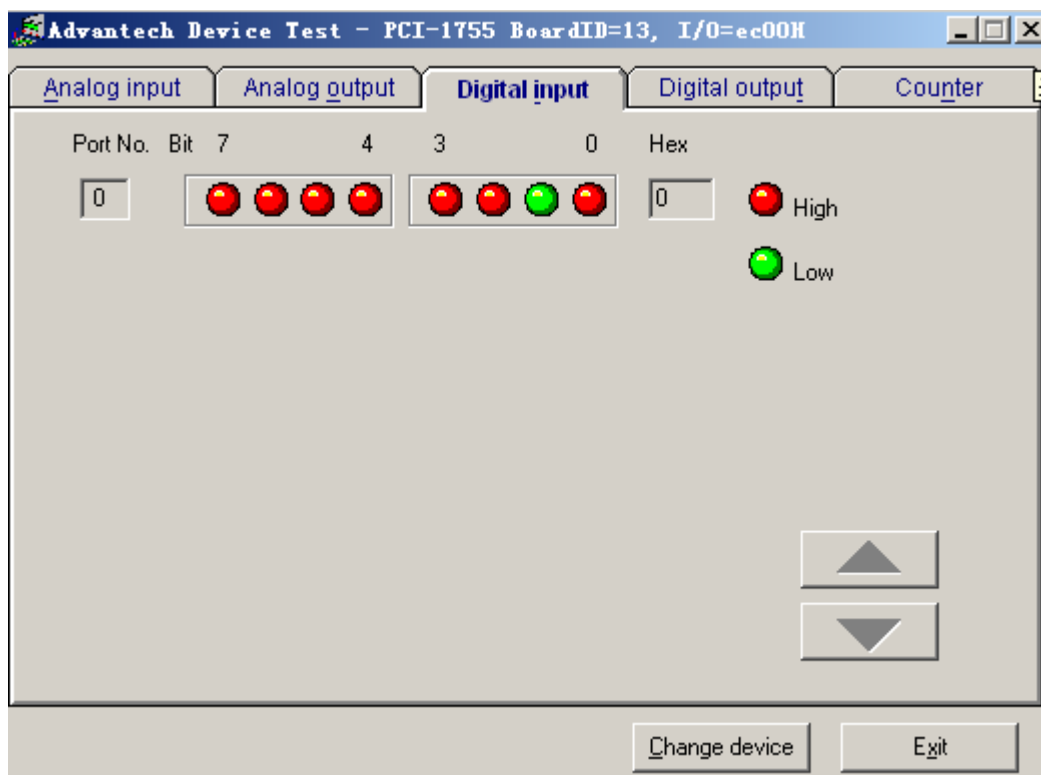 Advantech Device Test - PCI-1755 BoardID=13, I/O=ec00H
Analog input Analog output Digital input Digital output Counter
Port No. Bit 7 4 3 0 Hex
0 0 High
Low
Change device Exit